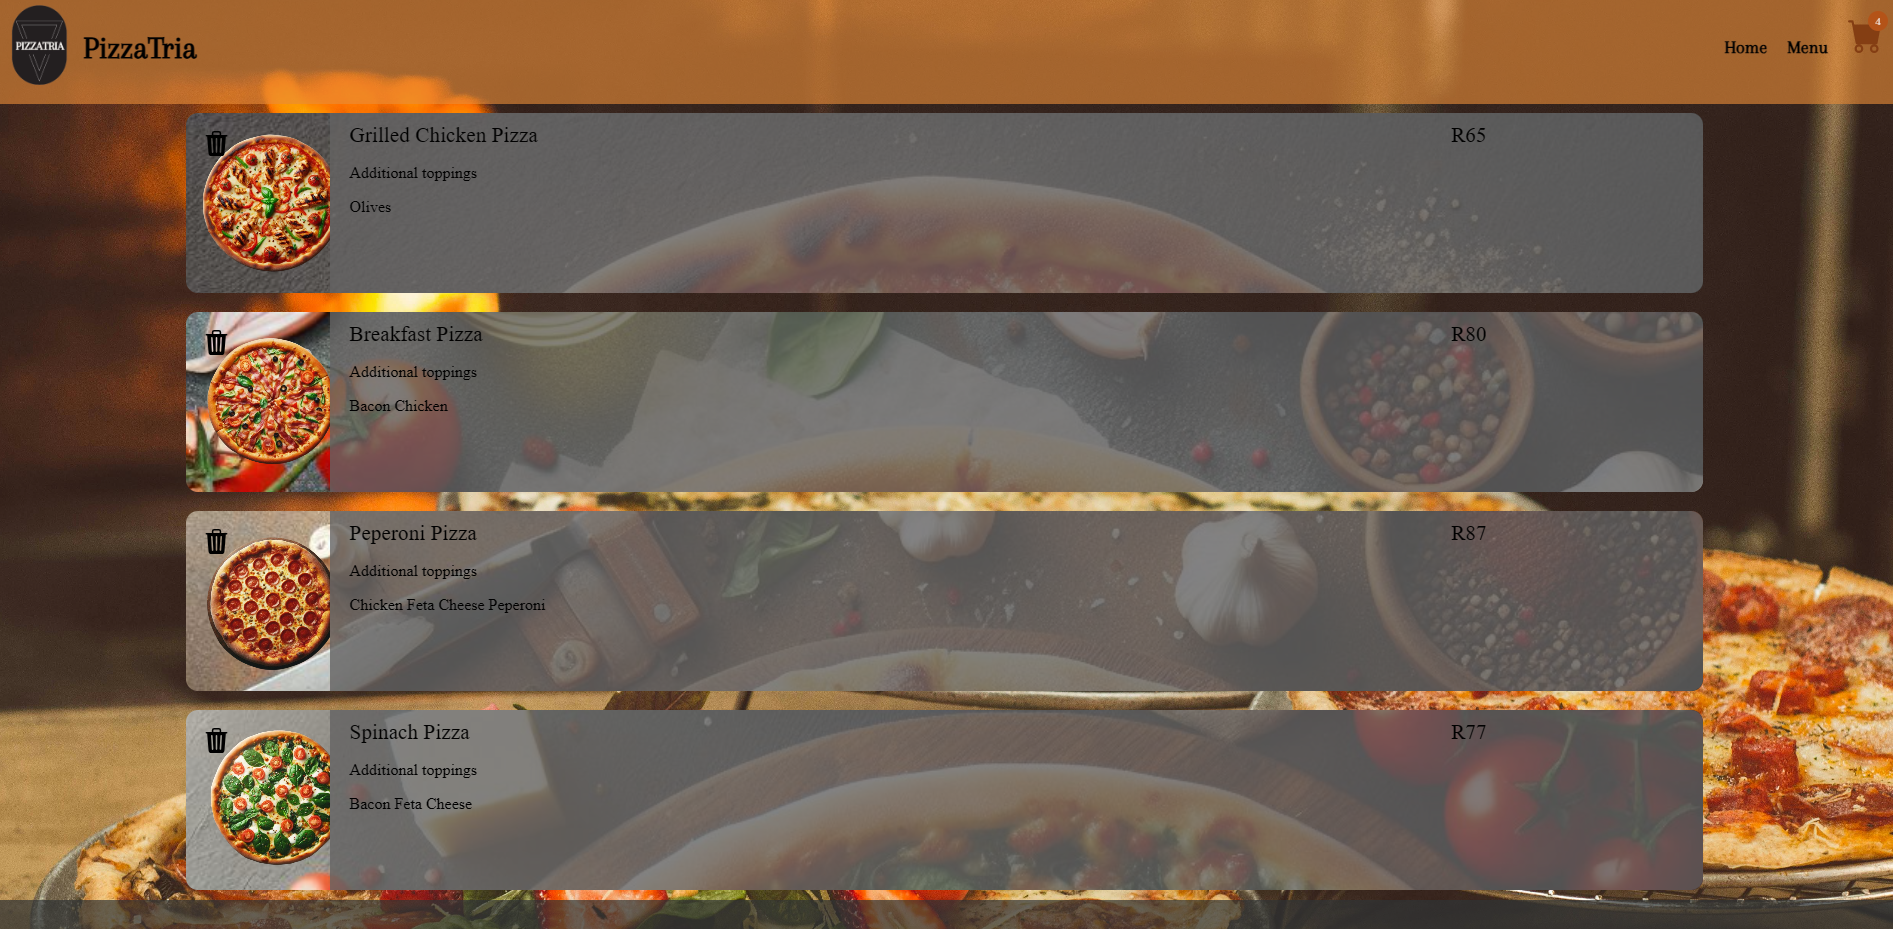 PIZZATRIA
PizzaTria
Home
Menu
4
Grilled Chicken Pizza
R65
Additional toppings
Olives
Breakfast Pizza
R80
Additional toppings
Bacon Chicken
Peperoni Pizza
R87
Additional toppings
Chicken Feta Cheese Peperoni
Spinach Pizza
R77
Additional toppings
Bacon Feta Cheese